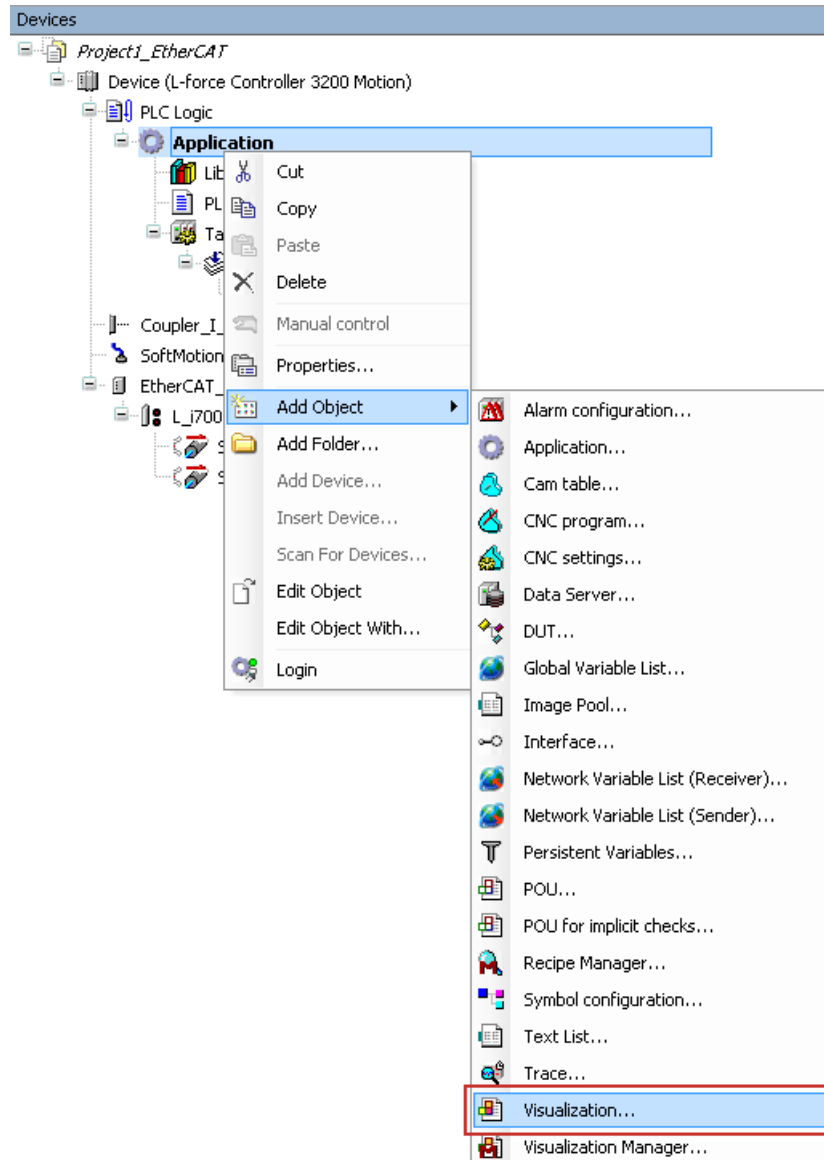 Devices
Project1_EtherCAT
Device (L-force Controller 3200 Motion)
PLC Logic
Application
Lib
PL
Ta
Coupler_I_
SoftMotion
EtherCAT_
L_i700
S
S
Cut
Copy
Paste
Delete
Manual control
Properties...
Add Object
Add Folder...
Add Device...
Insert Device...
Scan For Devices...
Edit Object
Edit Object With...
Login
Alarm configuration...
Application...
Cam table...
CNC program...
CNC settings...
Data Server...
DUT...
Global Variable List...
Image Pool...
Interface...
Network Variable List (Receiver)...
Network Variable List (Sender)...
Persistent Variables...
POU...
POU for implicit checks...
Recipe Manager...
Symbol configuration...
Text List...
Trace...
Visualization...
Visualization Manager...